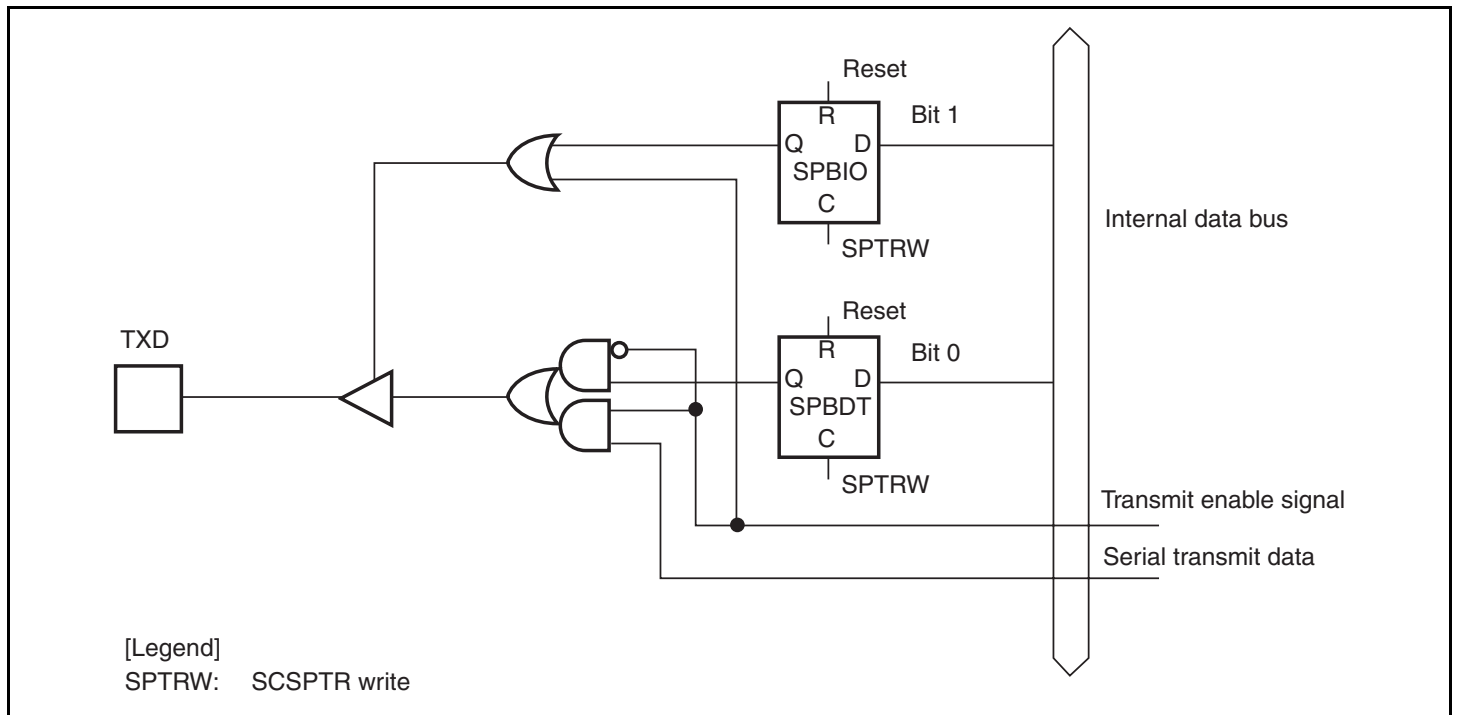 Reset
R
Bit 1
Q D
SPBIO
C
SPTRW
Internal data bus
Reset
TXD
R
Bit 0
Q D
SPBDT
C
SPTRW
Transmit enable signal
Serial transmit data
[Legend]
SPTRW: SCSPTR write